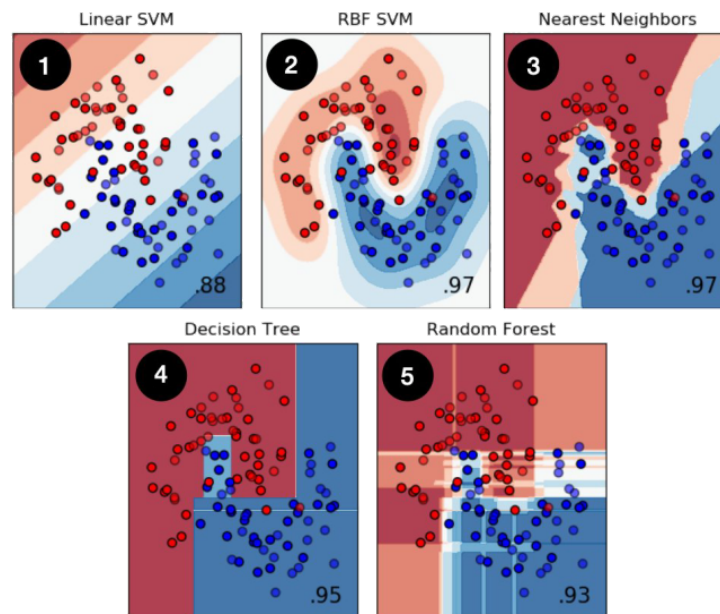 Linear SVM
RBF SVM
Nearest Neighbors
1
2
3
.88
.97
.97
Decision Tree
Random Forest
4
5
.95
.93